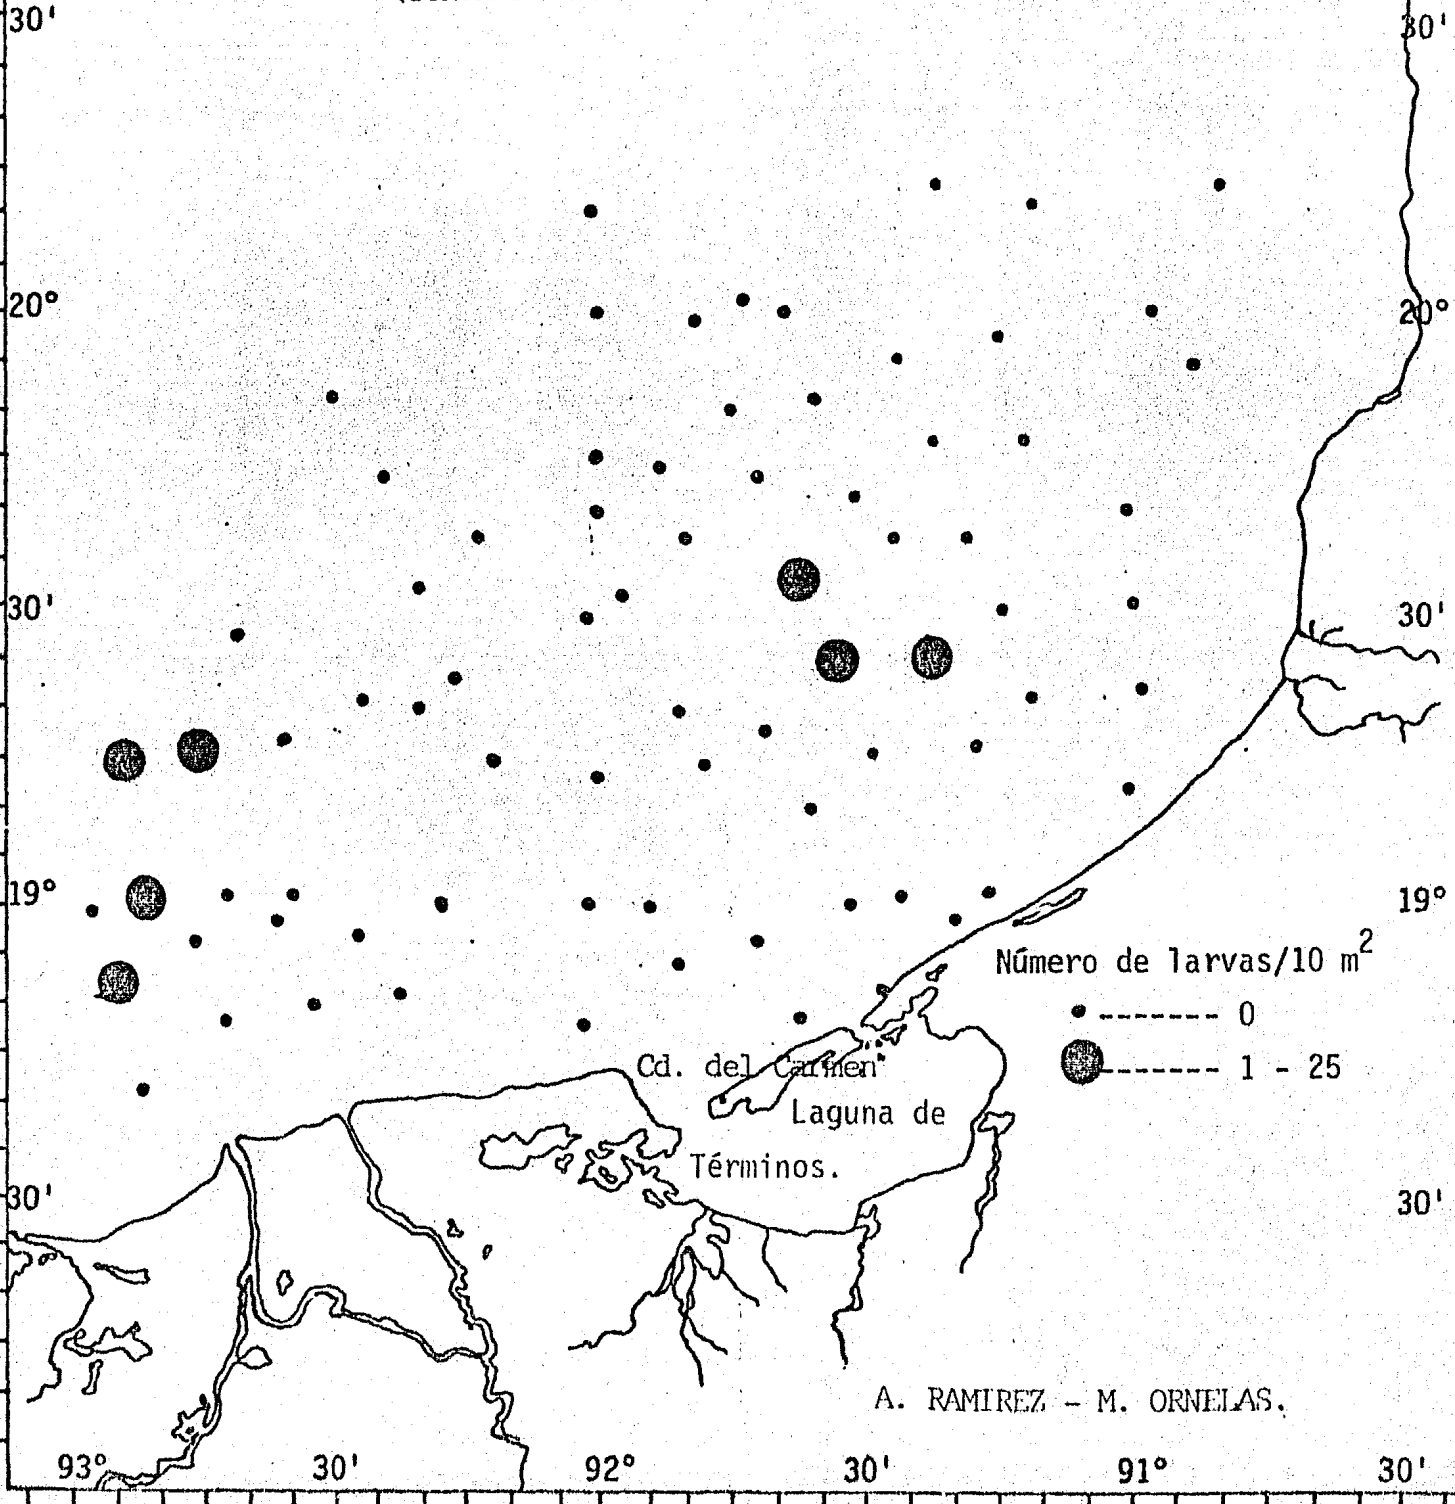 30' 30'
20° 20°
30' 30'
19° 19°
Número de larvas/10 m²
0
1 - 25
Cd. del Carmen
Laguna de
Términos.
30' 30'
A. RAMIREZ - M. ORNELAS.
93° 30' 92° 30' 91° 30'